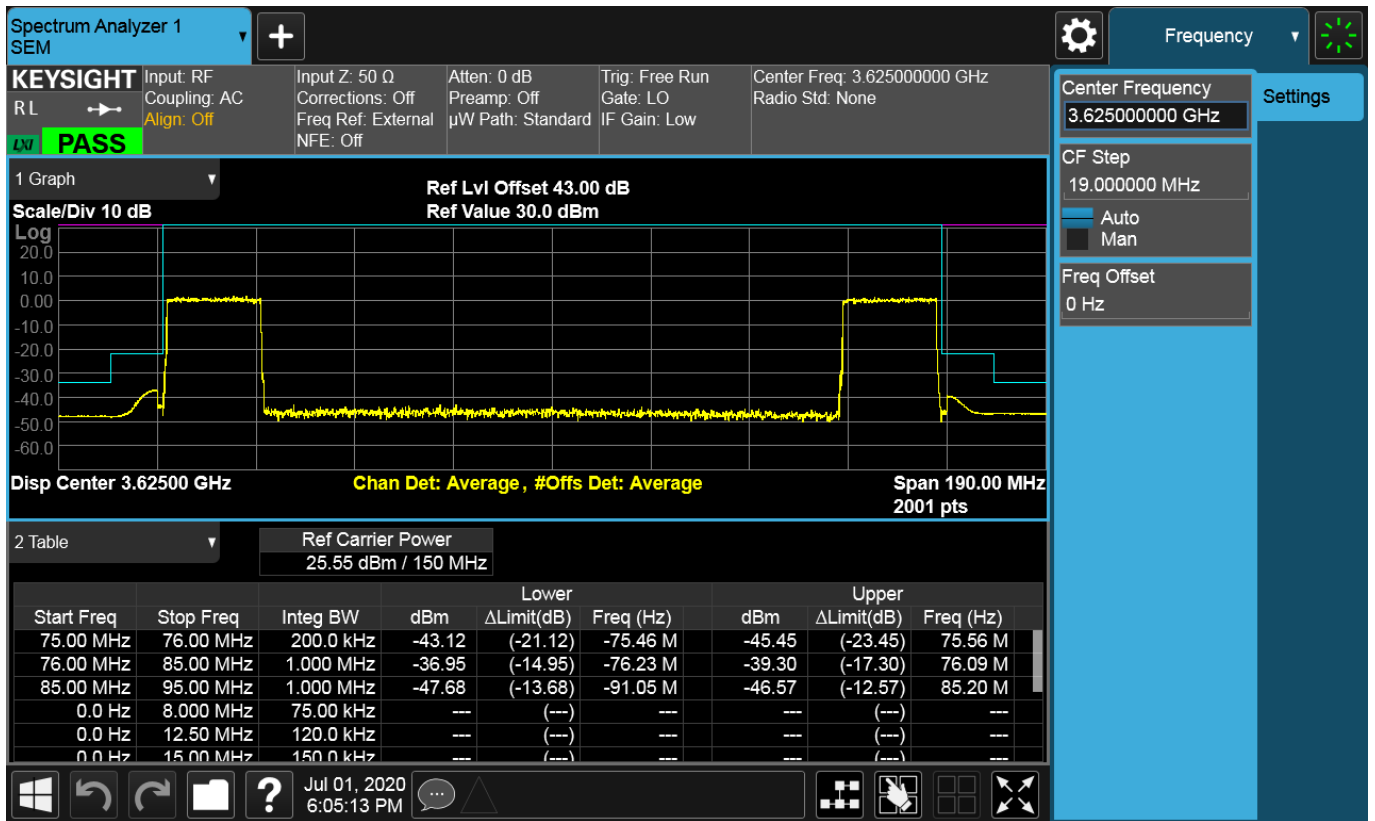 Spectrum Analyzer 1
SEM
Frequency
KEYSIGHT
R L
LXI
PASS
Input: RF
Coupling: AC
Align: Off
Input Z: 50 Ω
Corrections: Off
Freq Ref: External
NFE: Off
Atten: 0 dB
Preamp: Off
µW Path: Standard
Trig: Free Run
Gate: LO
IF Gain: Low
Center Freq: 3.625000000 GHz
Radio Std: None
Center Frequency
3.625000000 GHz
Settings
CF Step
19.000000 MHz
Auto
Man
Freq Offset
0 Hz
1 Graph
Scale/Div 10 dB
Ref Lvl Offset 43.00 dB
Ref Value 30.0 dBm
Log
20.0
10.0
0.00
-10.0
-20.0
-30.0
-40.0
-50.0
-60.0
Disp Center 3.62500 GHz
Chan Det: Average, #Offs Det: Average
Span 190.00 MHz
2001 pts
2 Table
Ref Carrier Power
25.55 dBm / 150 MHz
Lower Upper
Start Freq Stop Freq Integ BW dBm ΔLimit(dB) Freq (Hz) dBm ΔLimit(dB) Freq (Hz)
75.00 MHz 76.00 MHz 200.0 kHz -43.12 (-21.12) -75.46 M -45.45 (-23.45) 75.56 M
76.00 MHz 85.00 MHz 1.000 MHz -36.95 (-14.95) -76.23 M -39.30 (-17.30) 76.09 M
85.00 MHz 95.00 MHz 1.000 MHz -47.68 (-13.68) -91.05 M -46.57 (-12.57) 85.20 M
0.0 Hz 8.000 MHz 75.00 kHz --- (---) --- --- (---) ---
0.0 Hz 12.50 MHz 120.0 kHz --- (---) --- --- (---) ---
0.0 Hz 15.00 MHz 150.0 kHz --- (---) --- --- (---) ---
Jul 01, 2020
6:05:13 PM